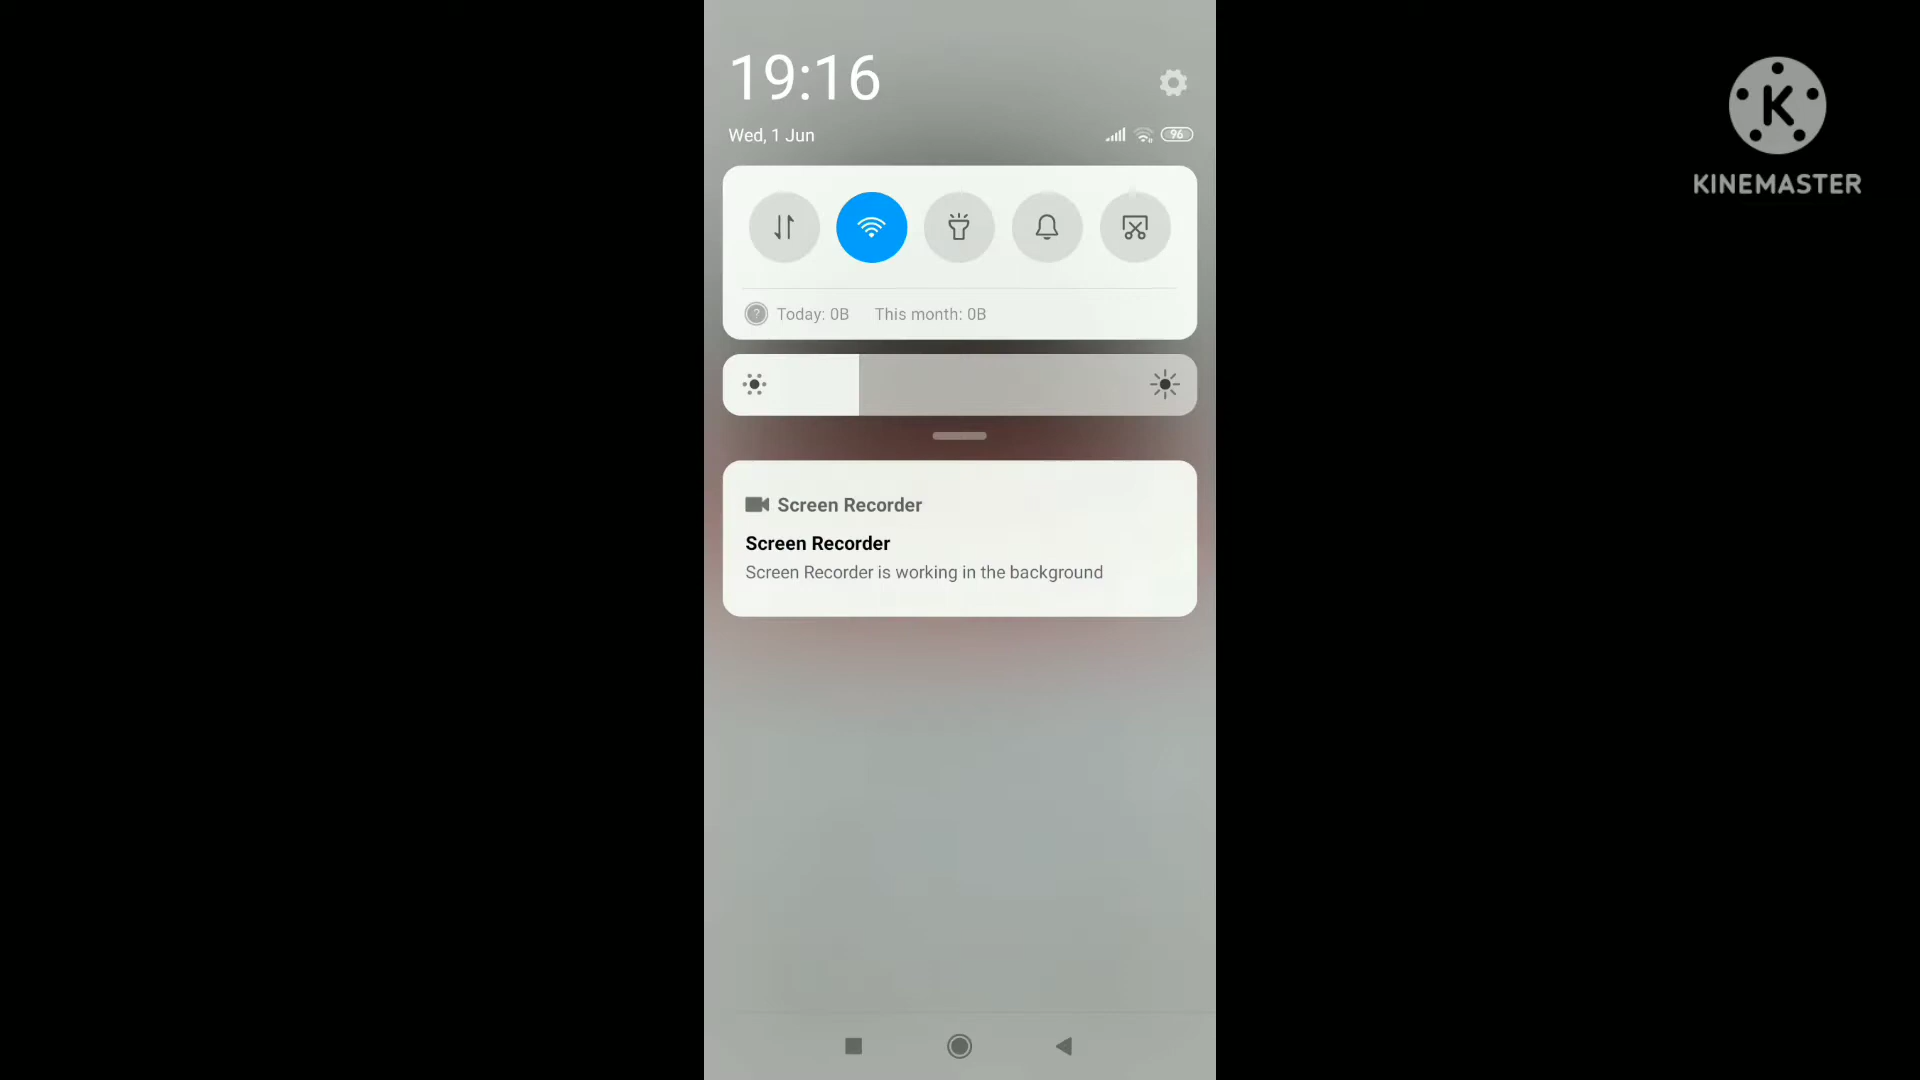 19:16
Wed, 1 Jun
96
Today: 0B This month: 0B
Screen Recorder
Screen Recorder
Screen Recorder is working in the background
K
KINEMASTER